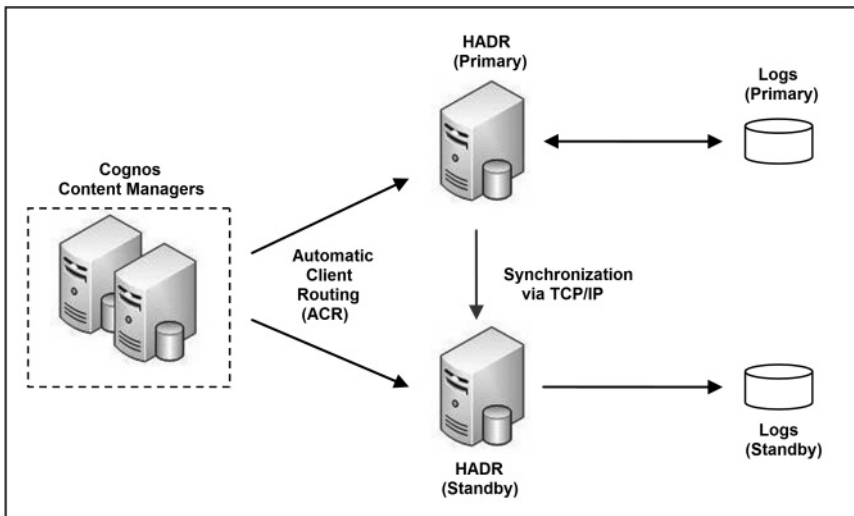 HADR
(Primary)
Logs
(Primary)
Cognos
Content Managers
Automatic
Client
Routing
(ACR)
Synchronization
via TCP/IP
HADR
(Standby)
Logs
(Standby)